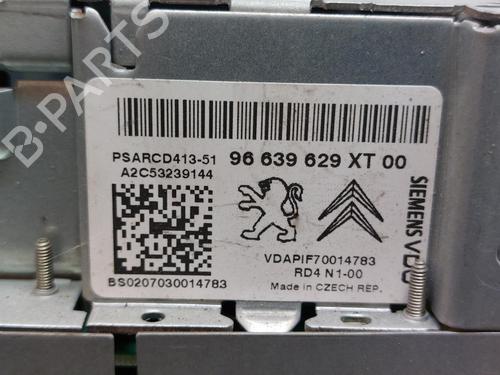 B-PARTS
PSARCD413-51 96 639 629 XT 00
A2C53239144
SIEMENS VDO
VDAPIF70014783
RD4 N1-00
BS0207030014783 Made in CZECH REP.